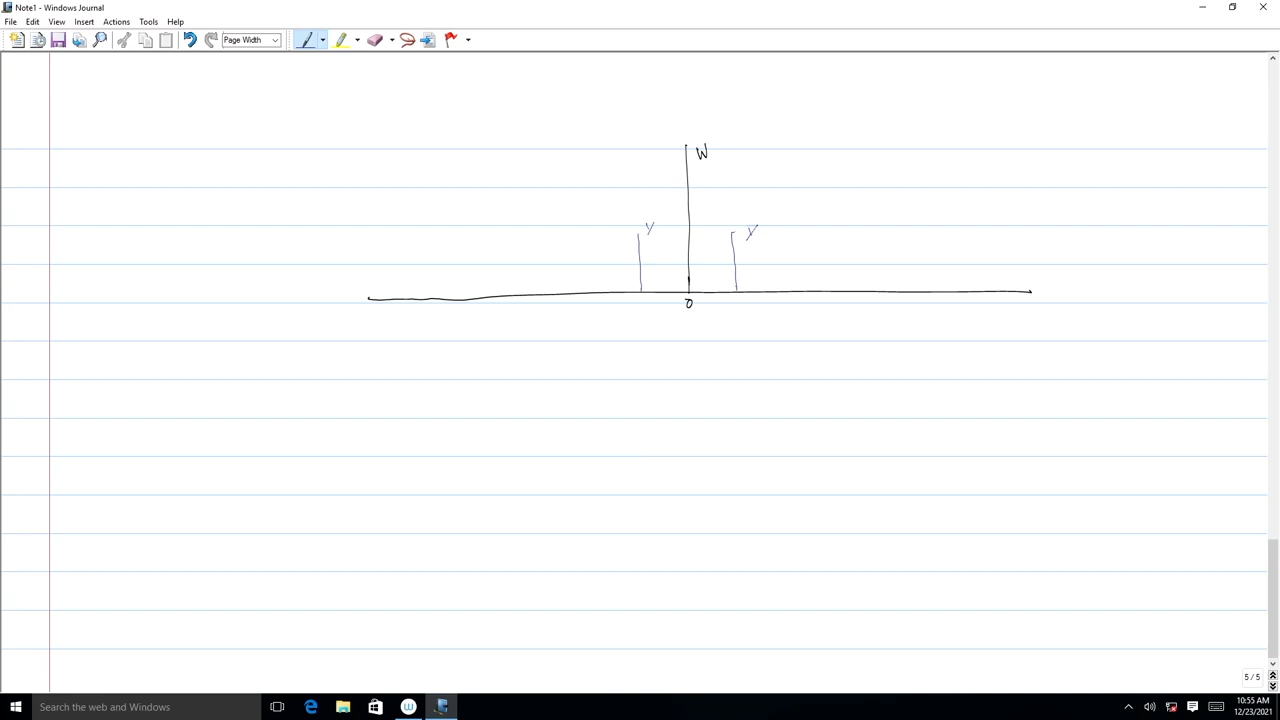 Note1 - Windows Journal
File Edit View Insert Actions Tools Help
Page Width
W
y y
0
5 / 5
Search the web and Windows
10:55 AM
12/23/2021